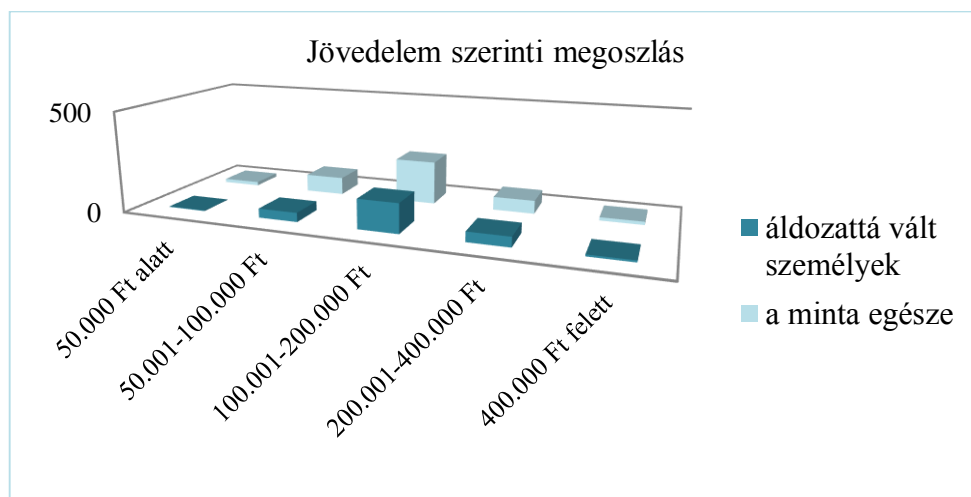 Jövedelem szerinti megoszlás
500
0
50.000 Ft alatt
50.001-100.000 Ft
100.001-200.000 Ft
200.001-400.000 Ft
400.000 Ft felett
áldozattá vált
személyek
a minta egésze